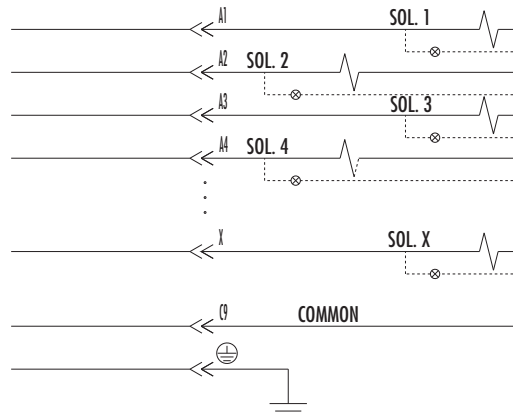 A1 SOL. 1
A2 SOL. 2
A3 SOL. 3
A4 SOL. 4
X SOL. X
C9 COMMON